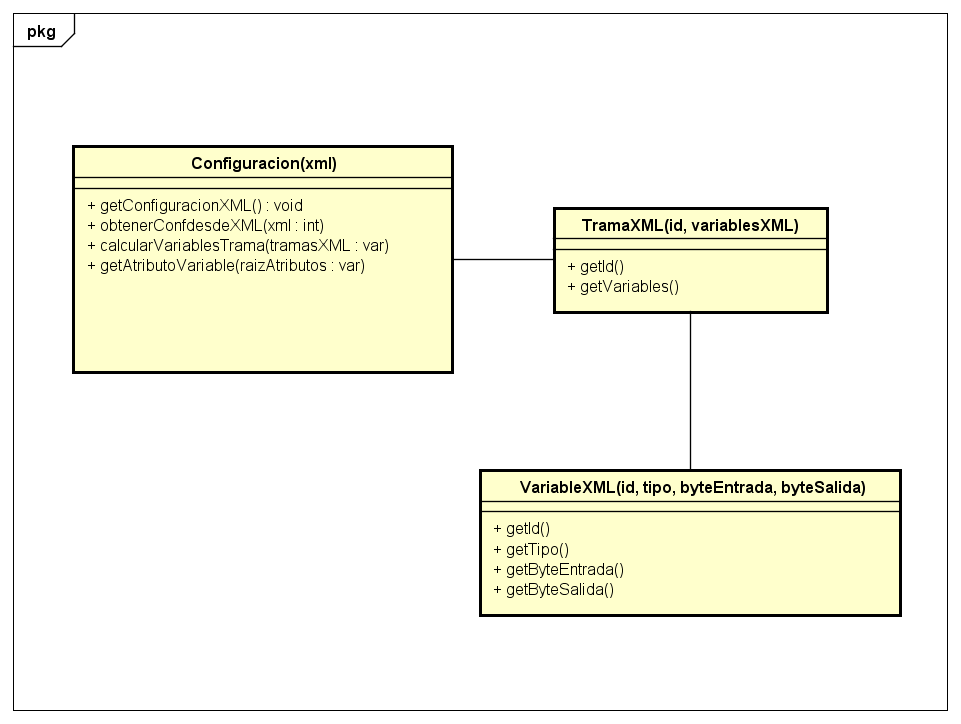 pkg
Configuracion(xml)
+ getConfiguracionXML() : void
+ obtenerConfdesdeXML(xml : int)
+ calcularVariablesTrama(tramasXML : var)
+ getAtributoVariable(raizAtributos : var)
TramaXML(id, variablesXML)
+ getId()
+ getVariables()
VariableXML(id, tipo, byteEntrada, byteSalida)
+ getId()
+ getTipo()
+ getByteEntrada()
+ getByteSalida()